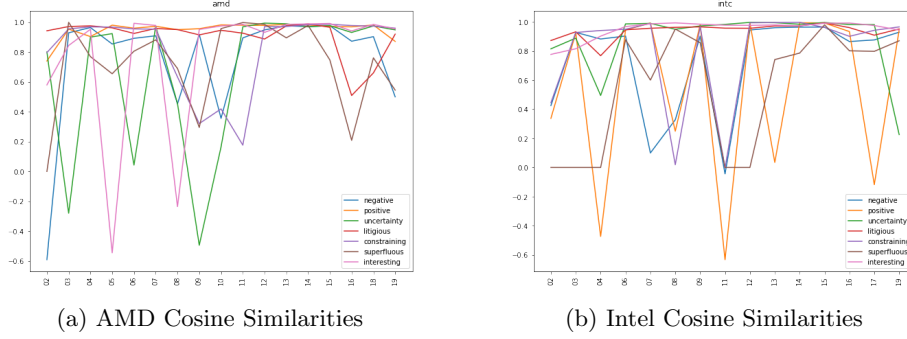 amd
1.0
0.8
0.6
0.4
0.2
0.0
−0.2
−0.4
−0.6
negative
positive
uncertainty
litigious
constraining
superfluous
interesting
02 03 04 05 06 07 08 09 10 11 12 13 14 15 16 18 19
(a) AMD Cosine Similarities
intc
1.0
0.8
0.6
0.4
0.2
0.0
−0.2
−0.4
−0.6
negative
positive
uncertainty
litigious
constraining
superfluous
interesting
02 03 04 06 07 08 09 11 12 13 14 15 16 17 19
(b) Intel Cosine Similarities